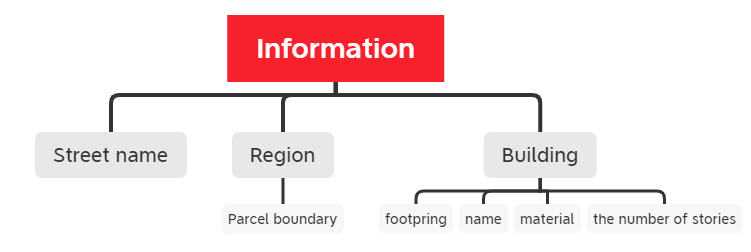 Information
Street name
Region
Building
Parcel boundary
footpring
name
material
the number of stories